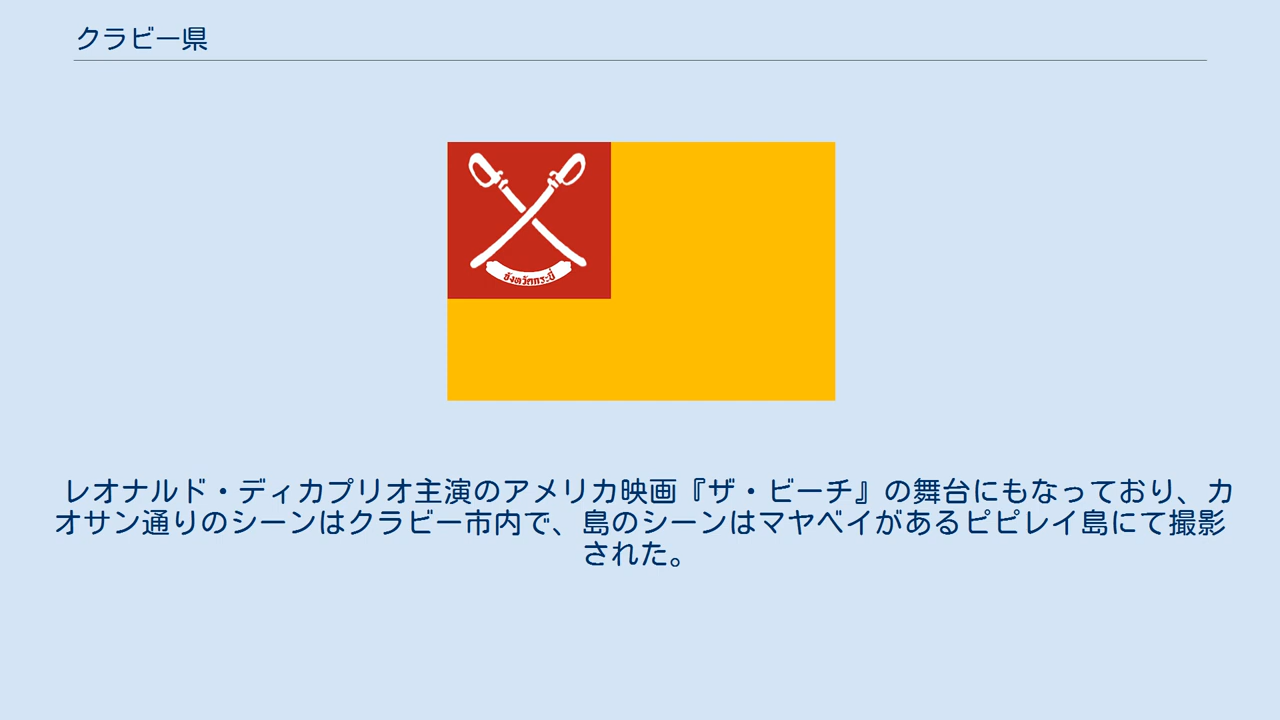 クラビー県
จังหวัดกระบี่
レオナルド・ディカプリオ主演のアメリカ映画『ザ・ビーチ』の舞台にもなっており、カ
オサン通りのシーンはクラビー市内で、島のシーンはマヤベイがあるピピレイ島にて撮影
された。